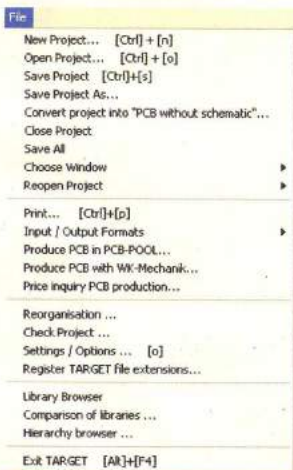 File
New Project... [Ctrl] + [n]
Open Project... [Ctrl] + [o]
Save Project [Ctrl]+[s]
Save Project As...
Convert project into "PCB without schematic"...
Close Project
Save All
Choose Window
Reopen Project
Print... [Ctrl]+[p]
Input / Output Formats
Produce PCB in PCB-POOL...
Produce PCB with WK-Mechanik...
Price inquiry PCB production...
Reorganisation ...
Check Project ...
Settings / Options ... [o]
Register TARGET file extensions...
Library Browser
Comparison of libraries ...
Hierarchy browser ...
Exit TARGET [Alt]+[F4]